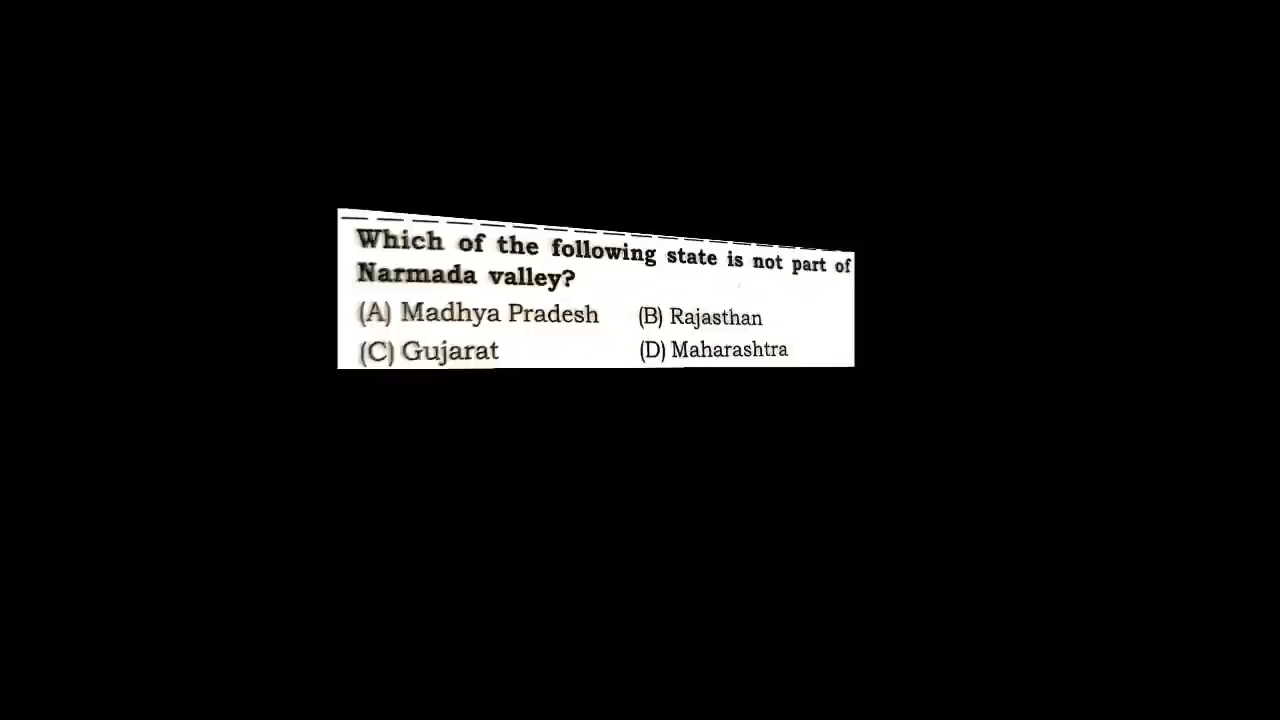 Which of the following state is not part of
Narmada valley?
(A) Madhya Pradesh (B) Rajasthan
(C) Gujarat (D) Maharashtra